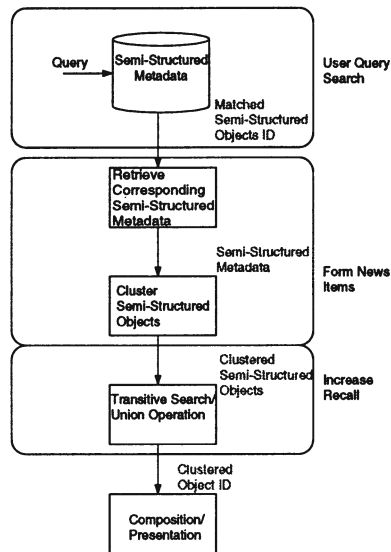 Query
Semi-Structured
Metadata
User Query
Search
Matched
Semi-Structured
Objects ID
Retrieve
Corresponding
Semi-Structured
Metadata
Semi-Structured
Metadata
Form News
Items
Cluster
Semi-Structured
Objects
Clustered
Semi-Structured
Objects
Increase
Recall
Transitive Search/
Union Operation
Clustered
Object ID
Composition/
Presentation